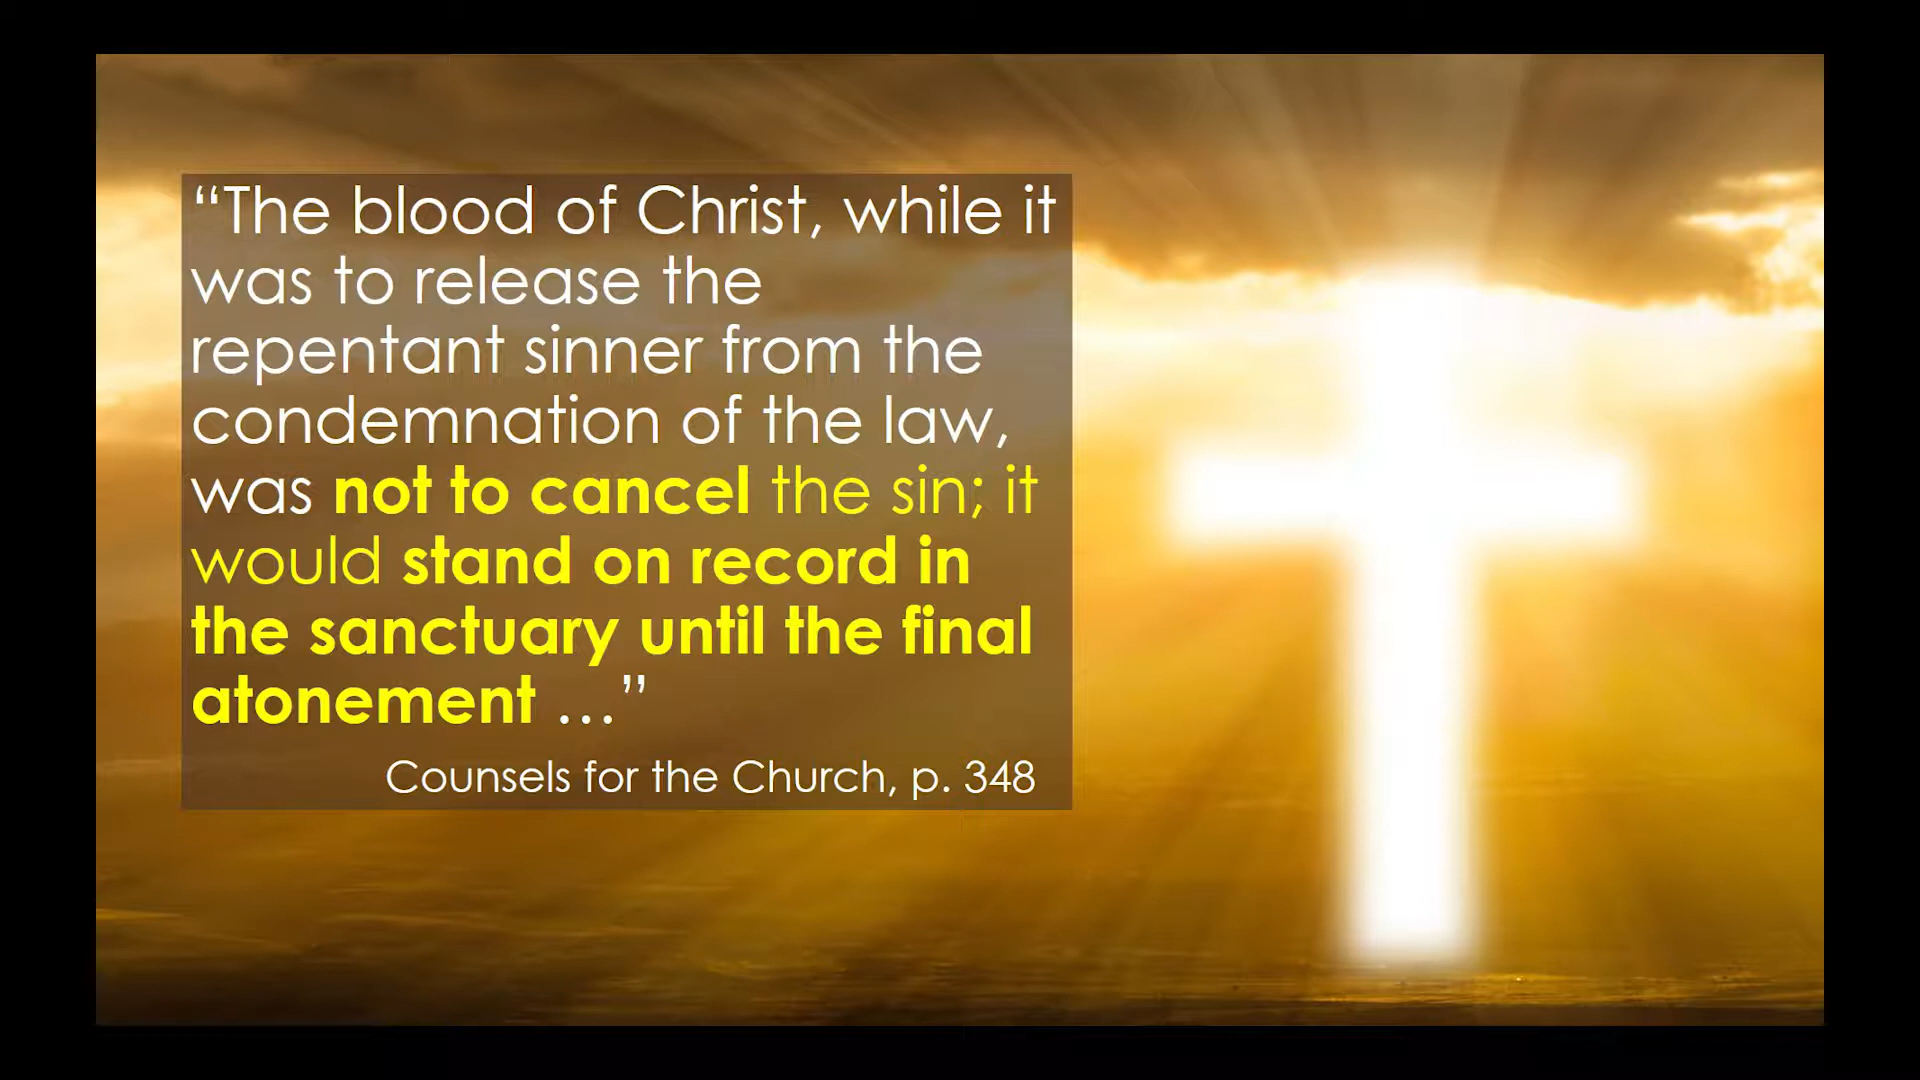 “The blood of Christ, while it
was to release the
repentant sinner from the
condemnation of the law,
was not to cancel the sin; it
would stand on record in
the sanctuary until the final
atonement …”
Counsels for the Church, p. 348